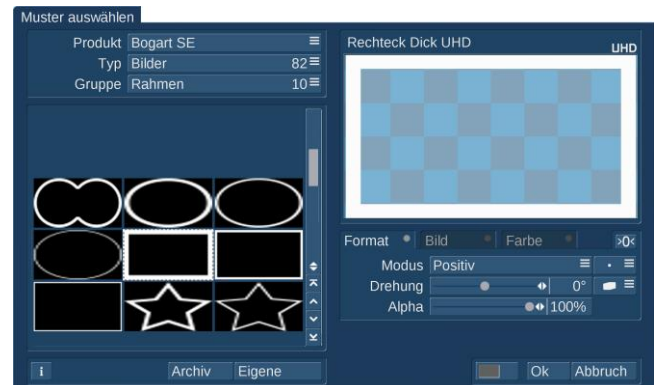 Muster auswählen
Produkt Bogart SE
Typ Bilder 82
Gruppe Rahmen 10
Rechteck Dick UHD UHD
Format Bild Farbe >0<
Modus Positiv
Drehung 0°
Alpha 100%
i Archiv Eigene Ok Abbruch